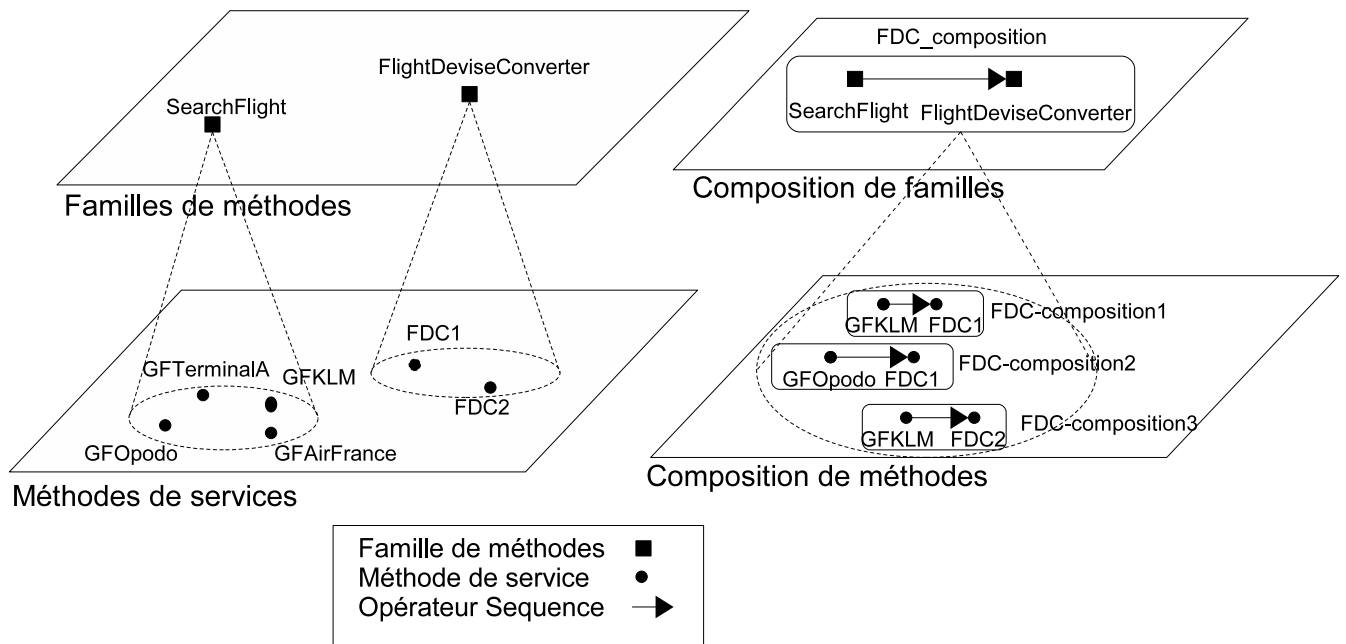 FlightDeviseConverter
SearchFlight
Familles de méthodes
FDC1
FDC2
GFTerminalA
GFKLM
GFOpodo
GFAirFrance
Méthodes de services
FDC_composition
SearchFlight
FlightDeviseConverter
Composition de familles
GFKLM FDC1
FDC-composition1
GFOpodo FDC1
FDC-composition2
GFKLM FDC2
FDC-composition3
Composition de méthodes
Famille de méthodes
Méthode de service
Opérateur Sequence